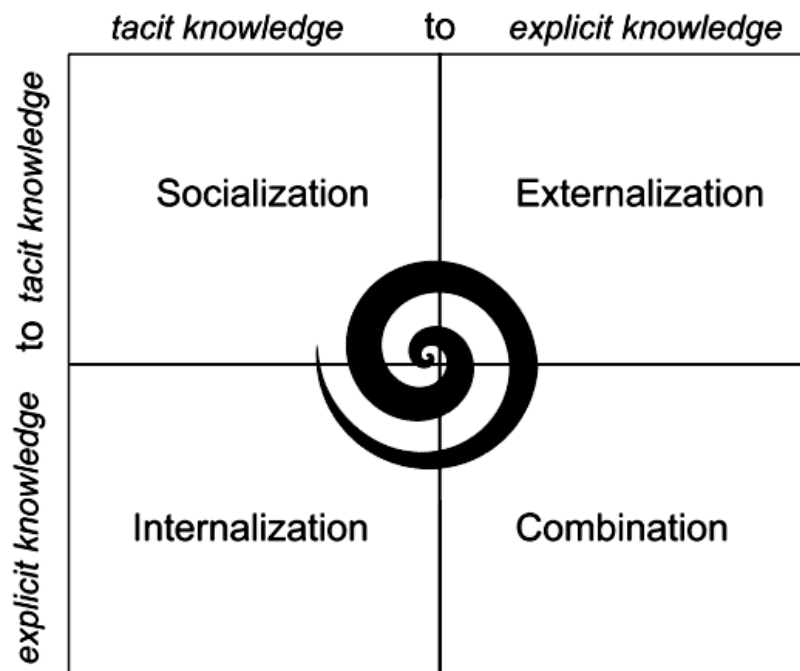 tacit knowledge to explicit knowledge
to tacit knowledge
Socialization Externalization
explicit knowledge
Internalization Combination